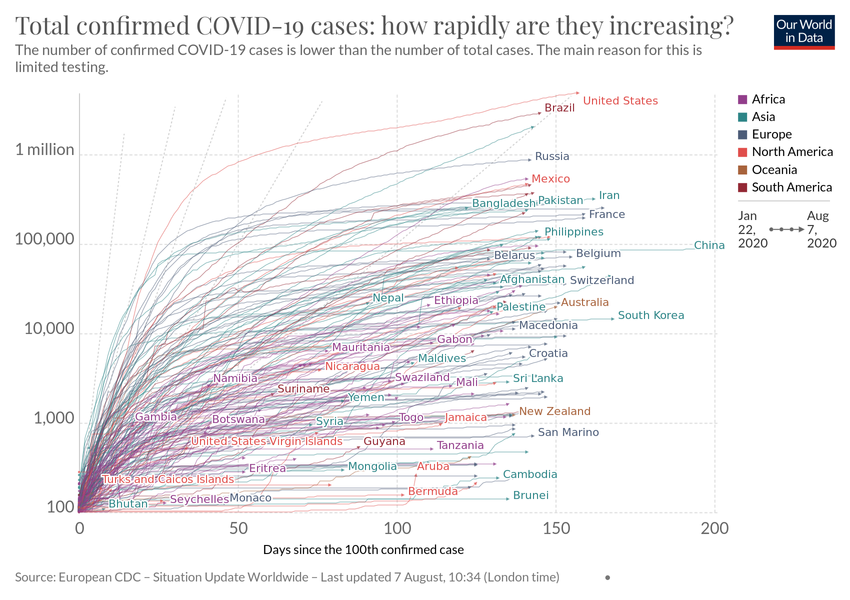 Total confirmed COVID-19 cases: how rapidly are they increasing?
The number of confirmed COVID-19 cases is lower than the number of total cases. The main reason for this is
limited testing.
Our World
in Data
1 million
100,000
10,000
1,000
100
0
50
100
150
200
Days since the 100th confirmed case
United States
Brazil
Russia
Mexico
Iran
Bangladesh
Pakistan
France
Philippines
China
Belarus
Belgium
Afghanistan
Switzerland
Nepal
Ethiopia
Palestine
Australia
South Korea
Macedonia
Gabon
Mauritania
Croatia
Maldives
Nicaragua
Namibia
Swaziland
Mali
Sri Lanka
Suriname
Yemen
Gambia
Botswana
Syria
Togo
Jamaica
New Zealand
San Marino
United States Virgin Islands
Guyana
Tanzania
Eritrea
Mongolia
Aruba
Turks and Caicos Islands
Cambodia
Bermuda
Brunei
Seychelles
Monaco
Bhutan
Africa
Asia
Europe
North America
Oceania
South America
Jan
22,
2020
Aug
7,
2020
Source: European CDC – Situation Update Worldwide – Last updated 7 August, 10:34 (London time)